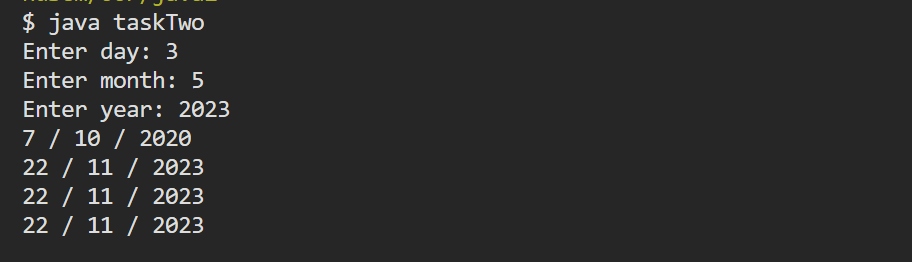 $ java taskTwo
Enter day: 3
Enter month: 5
Enter year: 2023
7 / 10 / 2020
22 / 11 / 2023
22 / 11 / 2023
22 / 11 / 2023